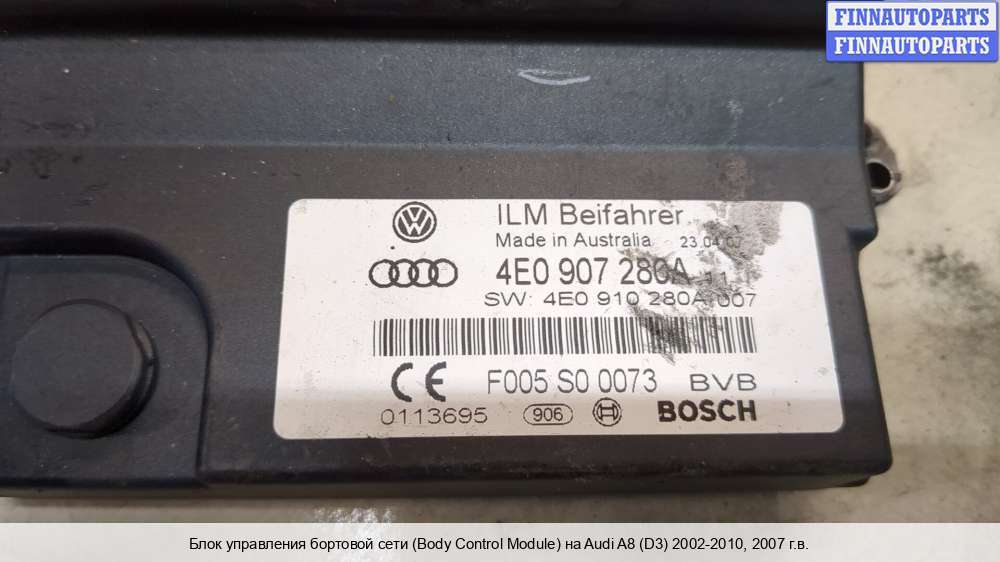 FINNAUTOPARTS
FINNAUTOPARTS
ILM Beifahrer
Made in Australia 23.04.07
4E0 907 280A 11
SW: 4E0 910 280A 007
CE F005 S0 0073 BVB
0113695 906 BOSCH
Блок управления бортовой сети (Body Control Module) на Audi A8 (D3) 2002-2010, 2007 г.в.